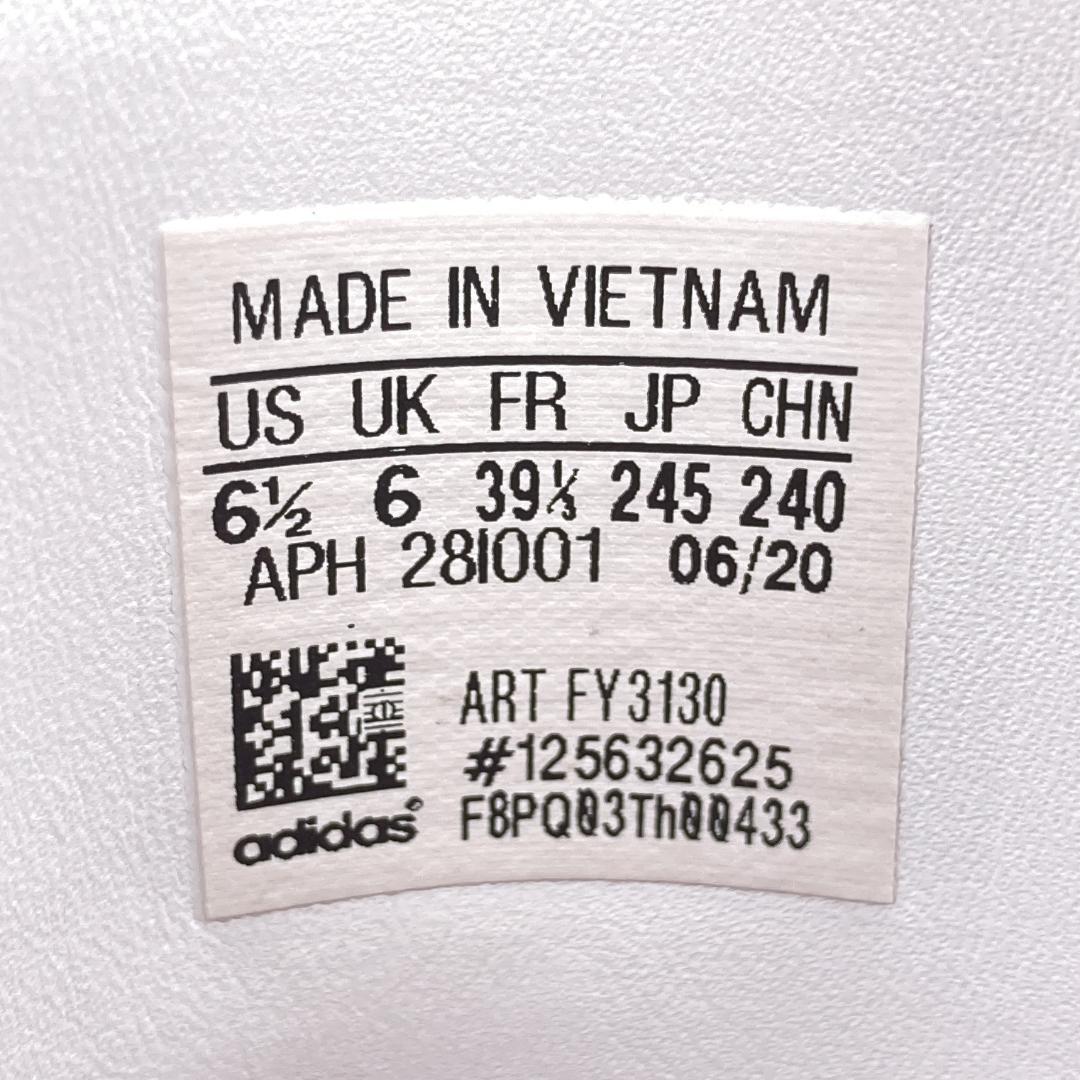 MADE IN VIETNAM
US UK FR JP CHN
6½ 6 39⅓ 245 240
APH 28I001 06/20
ART FY3130
#125632625
F8PQ03Th00433
adidas